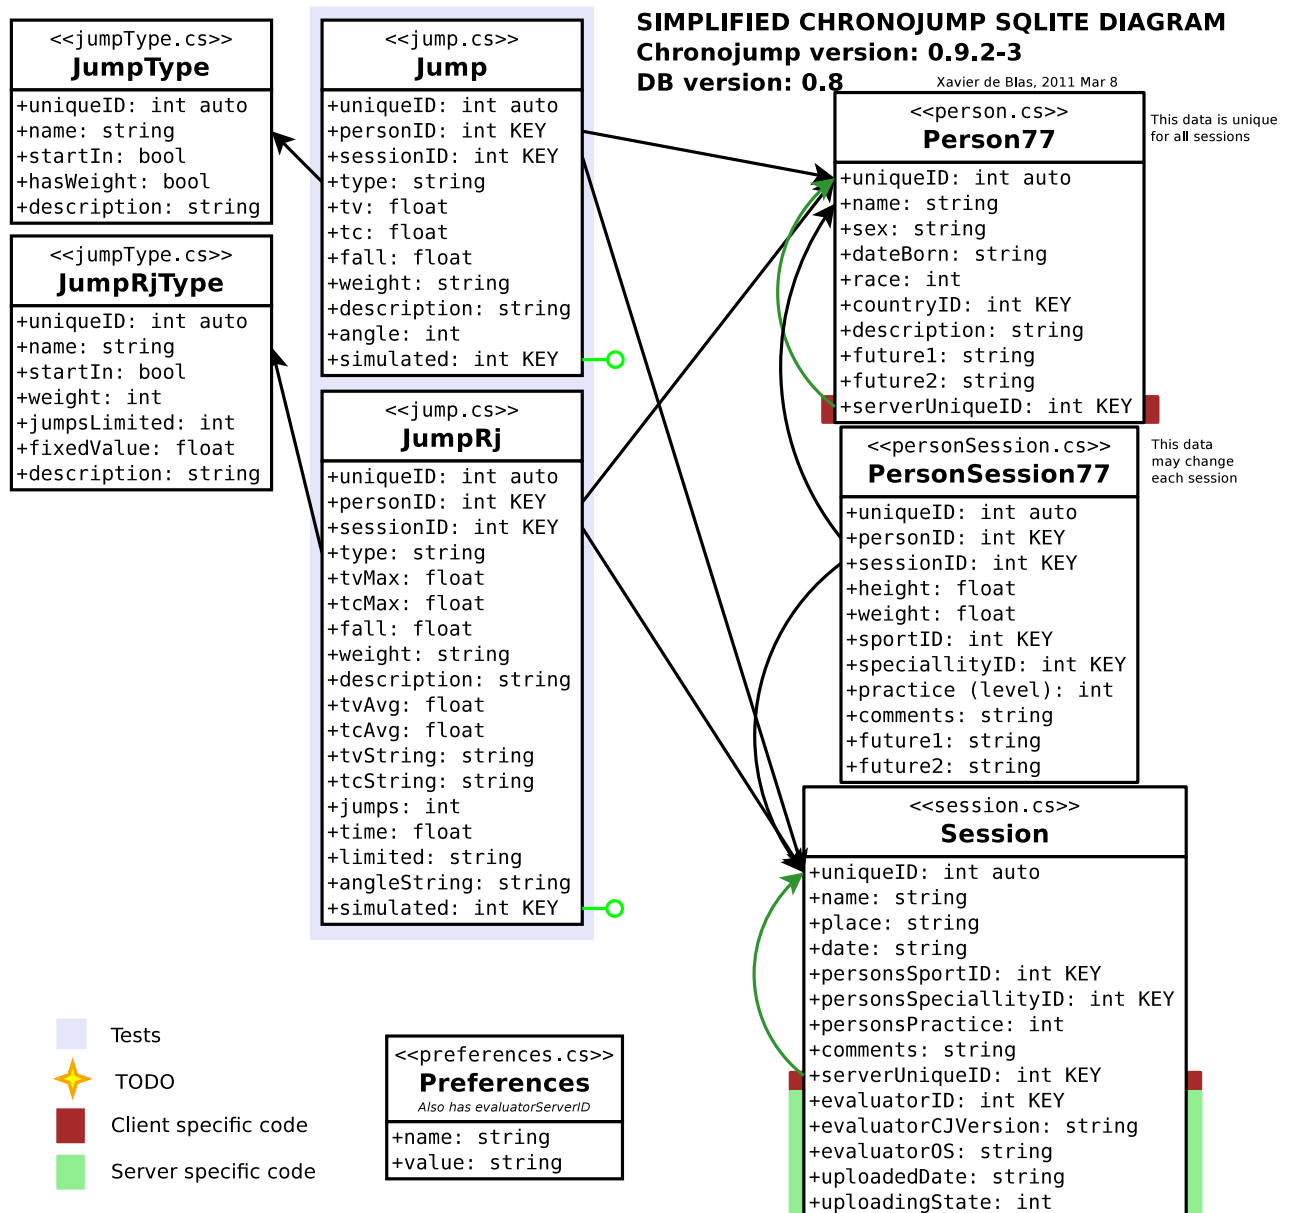 SIMPLIFIED CHRONOJUMP SQLITE DIAGRAM
Chronojump version: 0.9.2-3
DB version: 0.8
Xavier de Blas, 2011 Mar 8
<<jumpType.cs>>
JumpType
+uniqueID: int auto
+name: string
+startIn: bool
+hasWeight: bool
+description: string
<<jumpType.cs>>
JumpRjType
+uniqueID: int auto
+name: string
+startIn: bool
+weight: int
+jumpsLimited: int
+fixedValue: float
+description: string
<<jump.cs>>
Jump
+uniqueID: int auto
+personID: int KEY
+sessionID: int KEY
+type: string
+tv: float
+tc: float
+fall: float
+weight: string
+description: string
+angle: int
+simulated: int KEY
<<jump.cs>>
JumpRj
+uniqueID: int auto
+personID: int KEY
+sessionID: int KEY
+type: string
+tvMax: float
+tcMax: float
+fall: float
+weight: string
+description: string
+tvAvg: float
+tcAvg: float
+tvString: string
+tcString: string
+jumps: int
+time: float
+limited: string
+angleString: string
+simulated: int KEY
<<person.cs>>
Person77
+uniqueID: int auto
+name: string
+sex: string
+dateBorn: string
+race: int
+countryID: int KEY
+description: string
+future1: string
+future2: string
+serverUniqueID: int KEY
This data is unique
for all sessions
<<personSession.cs>>
PersonSession77
+uniqueID: int auto
+personID: int KEY
+sessionID: int KEY
+height: float
+weight: float
+sportID: int KEY
+speciallityID: int KEY
+practice (level): int
+comments: string
+future1: string
+future2: string
This data
may change
each session
<<session.cs>>
Session
+uniqueID: int auto
+name: string
+place: string
+date: string
+personsSportID: int KEY
+personsSpeciallityID: int KEY
+personsPractice: int
+comments: string
+serverUniqueID: int KEY
+evaluatorID: int KEY
+evaluatorCJVersion: string
+evaluatorOS: string
+uploadedDate: string
+uploadingState: int
Tests
TODO
Client specific code
Server specific code
<<preferences.cs>>
Preferences
Also has evaluatorServerID
+name: string
+value: string